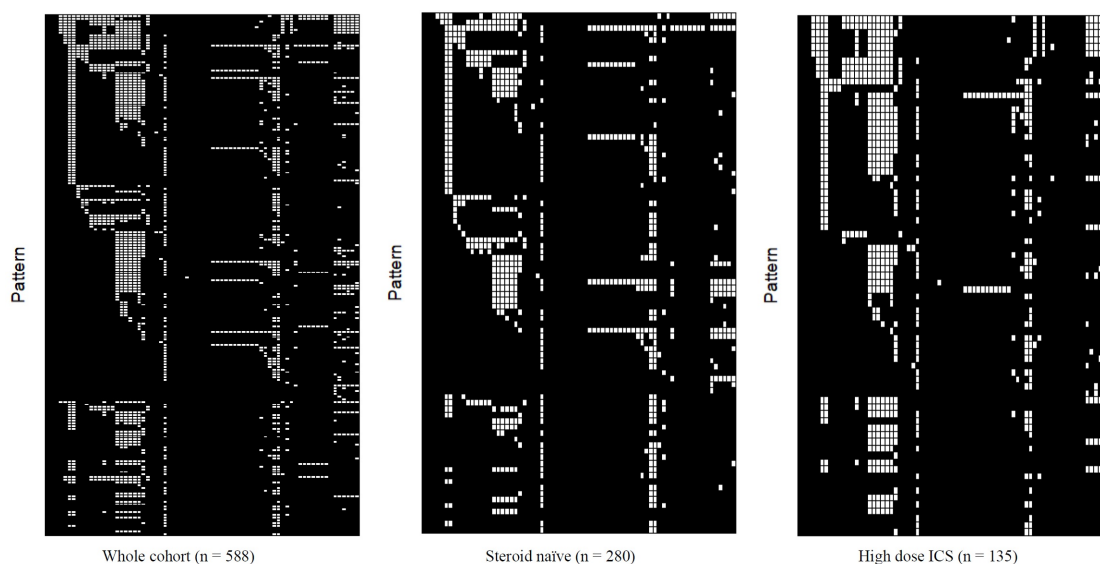 Pattern
Pattern
Pattern
Whole cohort (n = 588)
Steroid naïve (n = 280)
High dose ICS (n = 135)